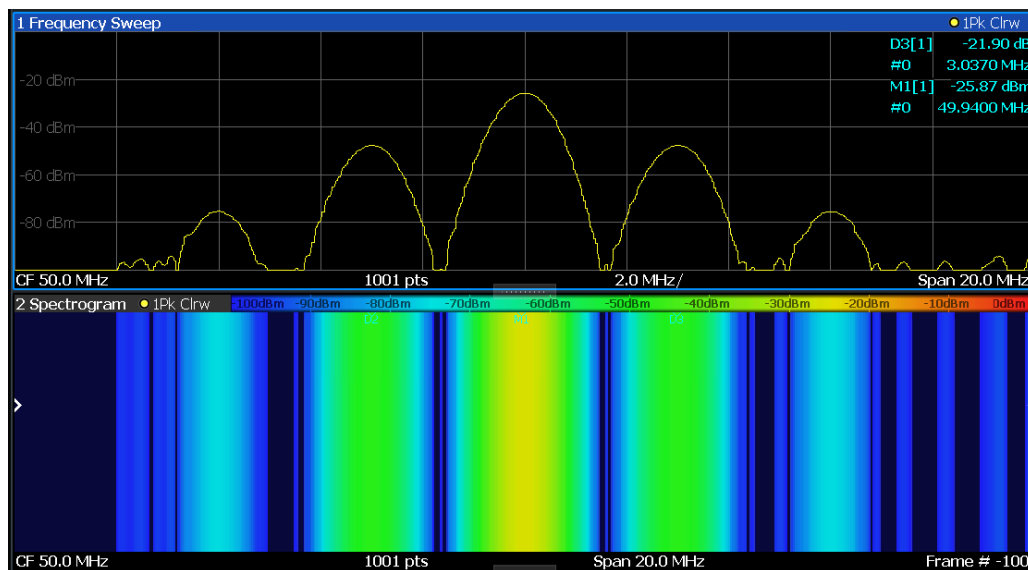 1 Frequency Sweep 1Pk Clrw
D3[1] -21.90 dB
#0 3.0370 MHz
M1[1] -25.87 dBm
#0 49.9400 MHz
-20 dBm
-40 dBm
-60 dBm
-80 dBm
CF 50.0 MHz 1001 pts 2.0 MHz/ Span 20.0 MHz
2 Spectrogram 1Pk Clrw -100dBm -90dBm -80dBm -70dBm -60dBm -50dBm -40dBm -30dBm -20dBm -10dBm 0dBm
D2 M1 D3
CF 50.0 MHz 1001 pts Span 20.0 MHz Frame # -100